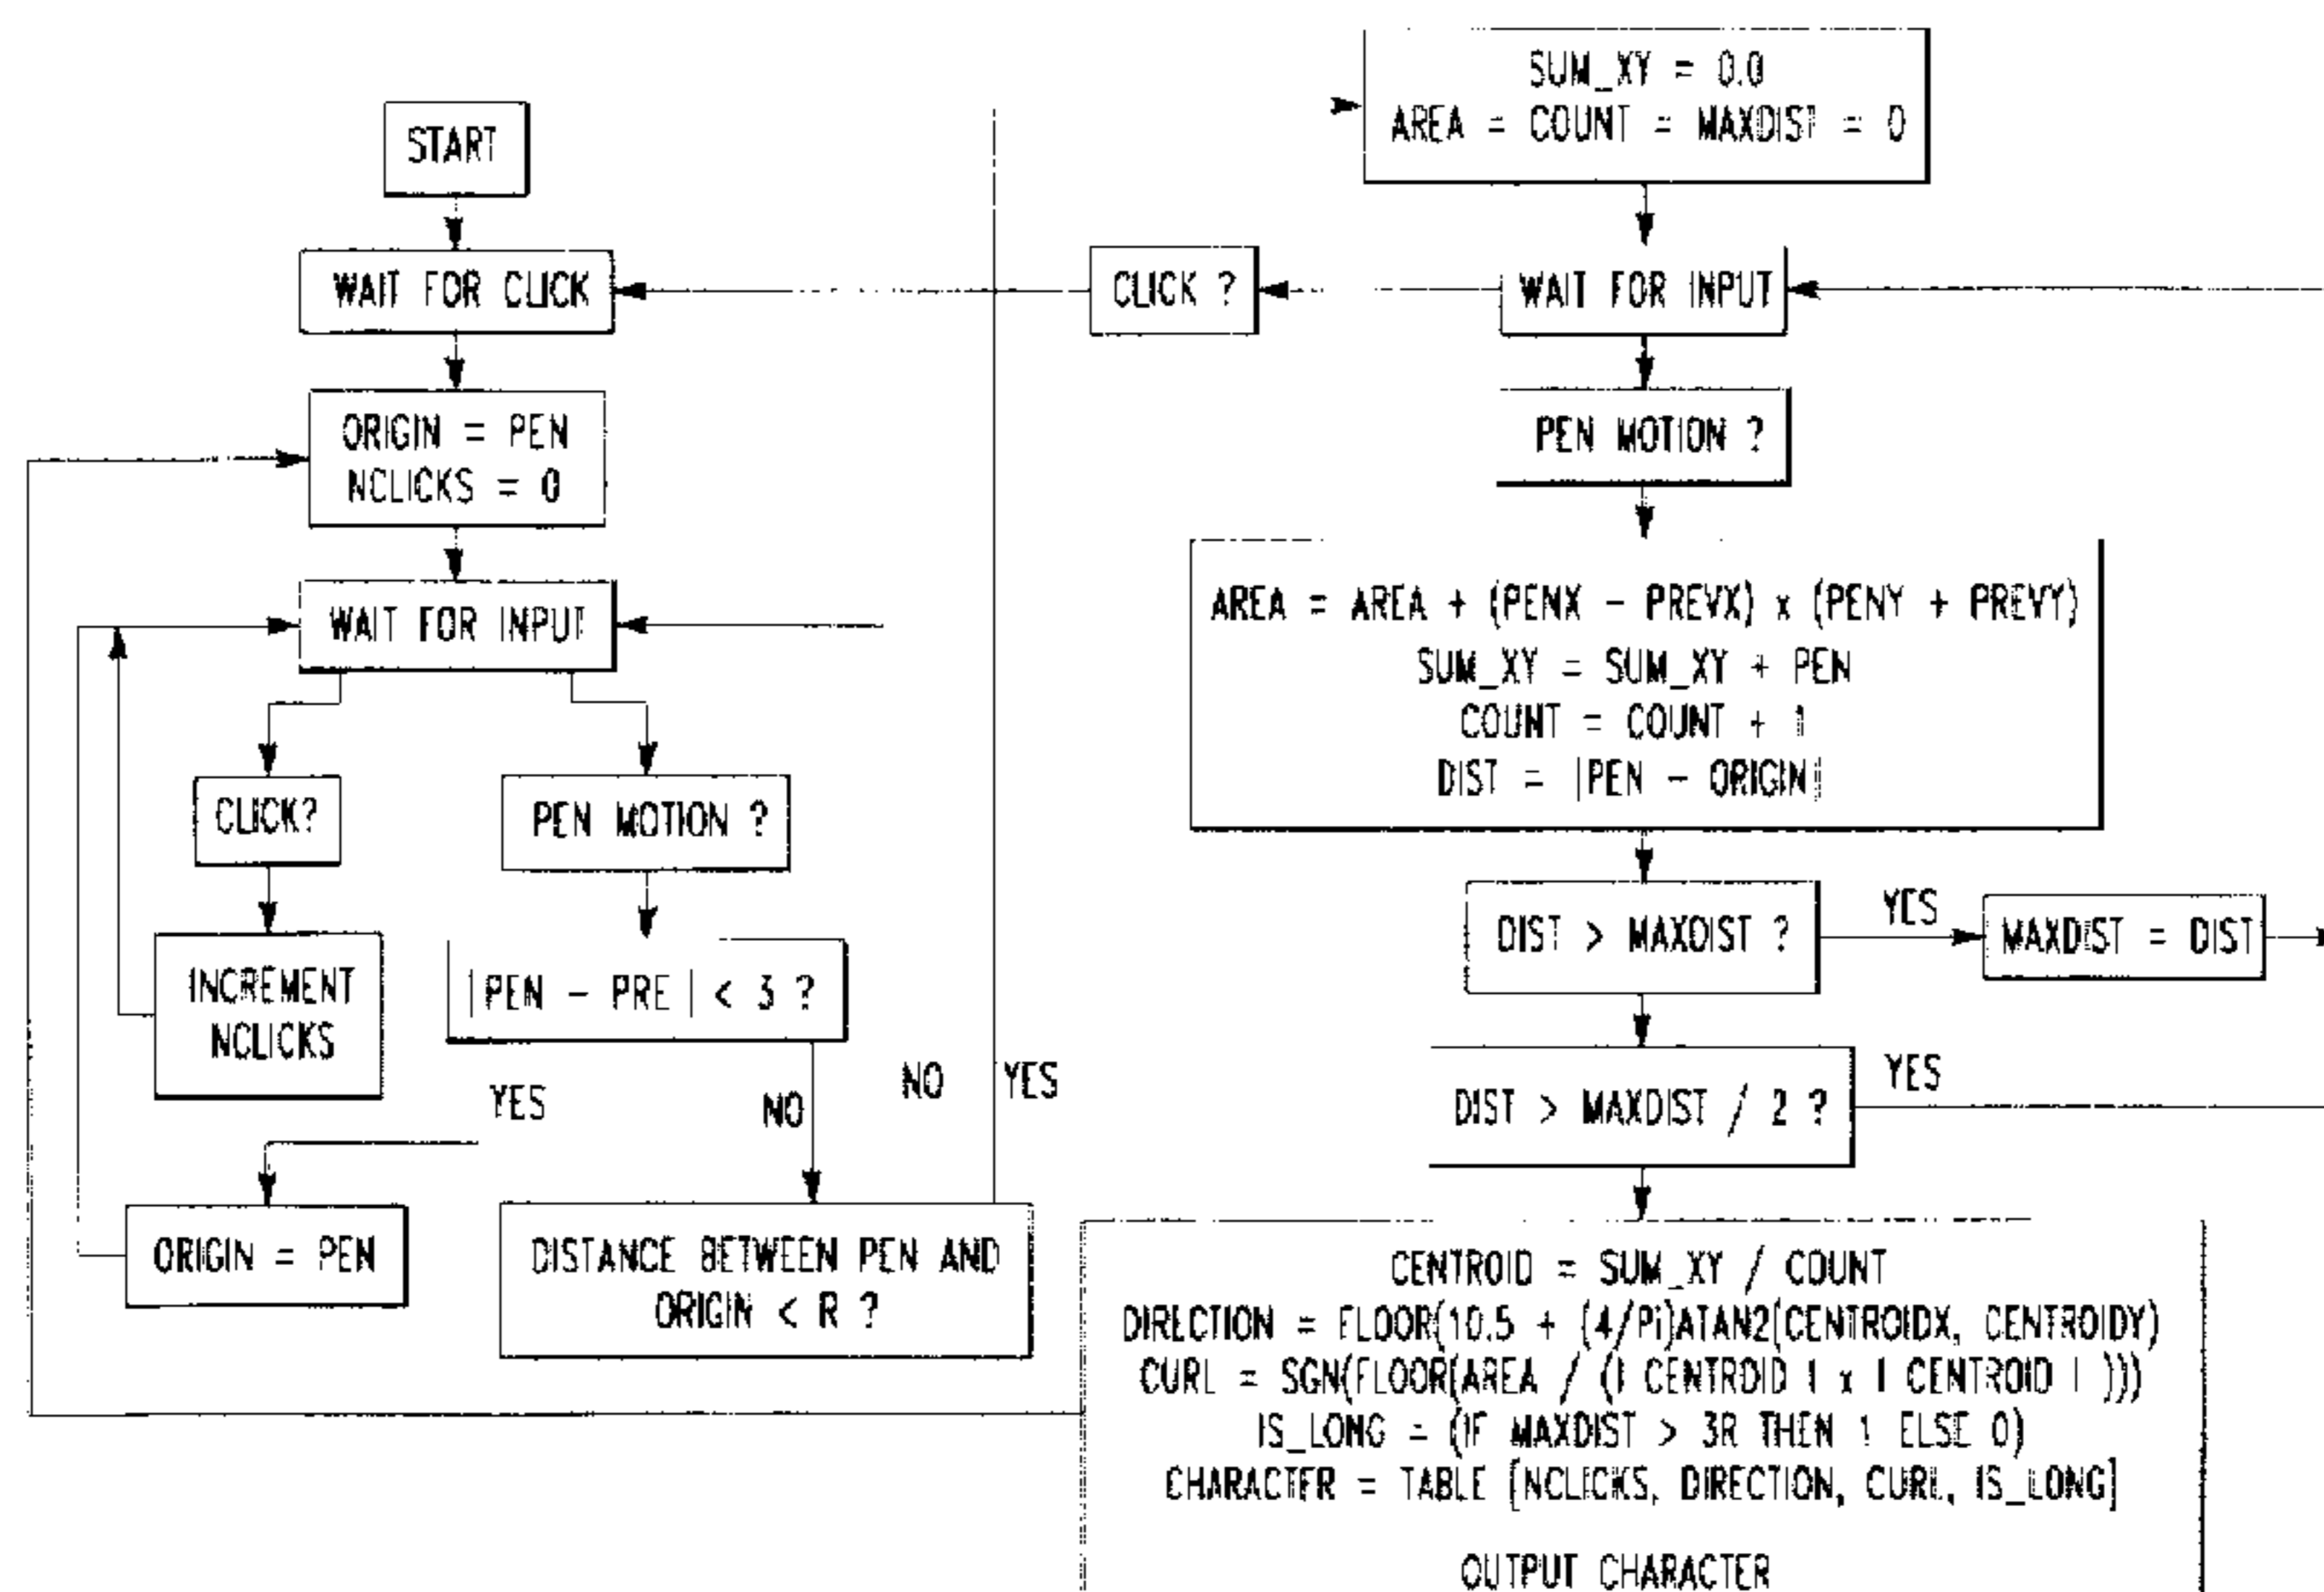 START
WAIT FOR CLICK
ORIGIN = PEN
NCLICKS = 0
WAIT FOR INPUT
CLICK?
PEN MOTION ?
INCREMENT
NCLICKS
|PEN - PRE| < 3 ?
YES
NO
NO
YES
ORIGIN = PEN
DISTANCE BETWEEN PEN AND
ORIGIN < R ?
SUM_XY = 0.0
AREA = COUNT = MAXDIST = 0
CLICK ?
WAIT FOR INPUT
PEN MOTION ?
AREA = AREA + (PENX - PREVX) x (PENY + PREVY)
SUM_XY = SUM_XY + PEN
COUNT = COUNT + 1
DIST = |PEN - ORIGIN|
DIST > MAXDIST ?
YES
MAXDIST = DIST
DIST > MAXDIST / 2 ?
YES
CENTROID = SUM_XY / COUNT
DIRECTION = FLOOR(10.5 + (4/Pi)ATAN2(CENTROIDX, CENTROIDY)
CURL = SGN(FLOOR(AREA / (| CENTROID | x | CENTROID | )))
IS_LONG = (IF MAXDIST > 3R THEN 1 ELSE 0)
CHARACTER = TABLE [NCLICKS, DIRECTION, CURL, IS_LONG]
OUTPUT CHARACTER